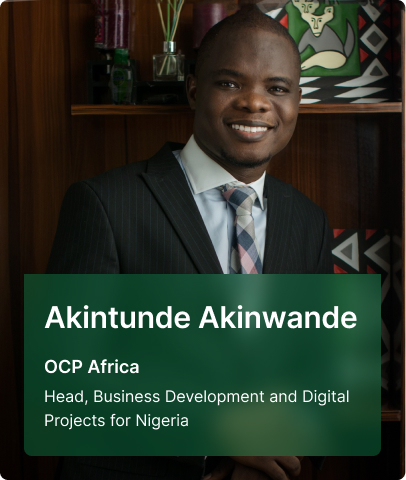 Akintunde Akinwande
OCP Africa
Head, Business Development and Digital
Projects for Nigeria